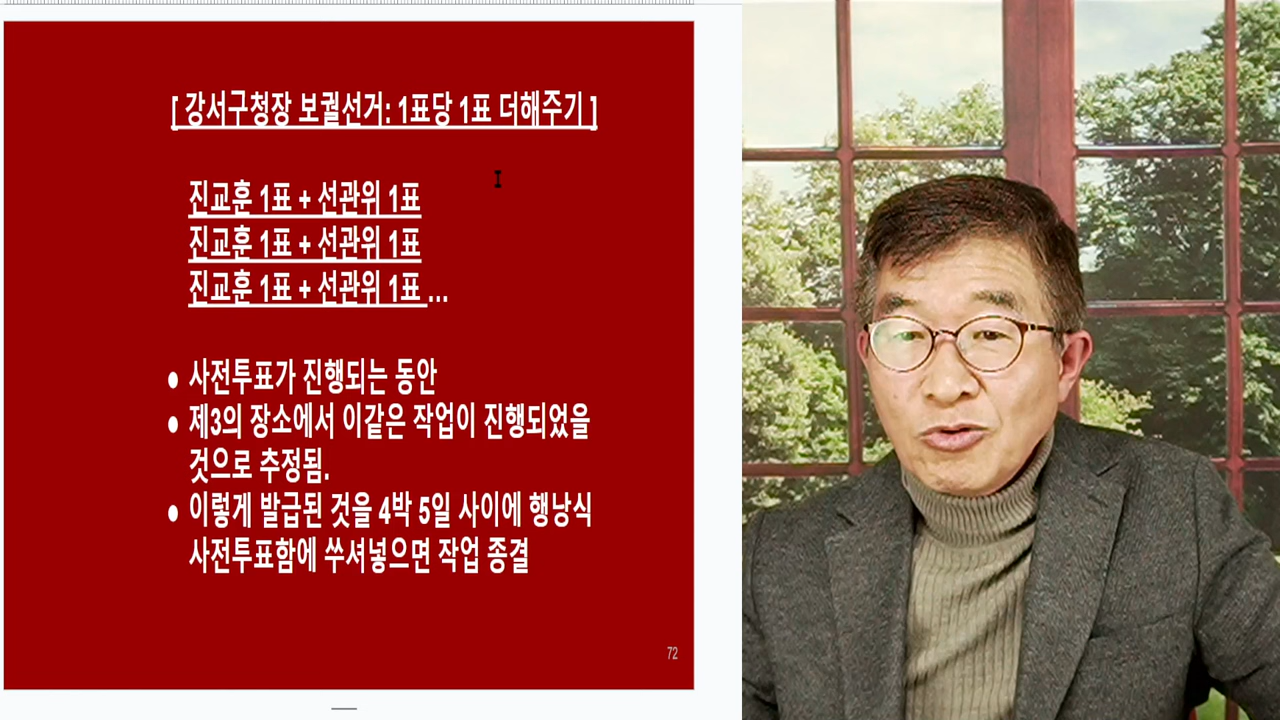 [ 강서구청장 보궐선거: 1표당 1표 더해주기 ]
진교훈 1표 + 선관위 1표
진교훈 1표 + 선관위 1표
진교훈 1표 + 선관위 1표 ...
● 사전투표가 진행되는 동안
● 제3의 장소에서 이같은 작업이 진행되었을
것으로 추정됨.
● 이렇게 발급된 것을 4박 5일 사이에 행낭식
사전투표함에 쑤셔넣으면 작업 종결
72